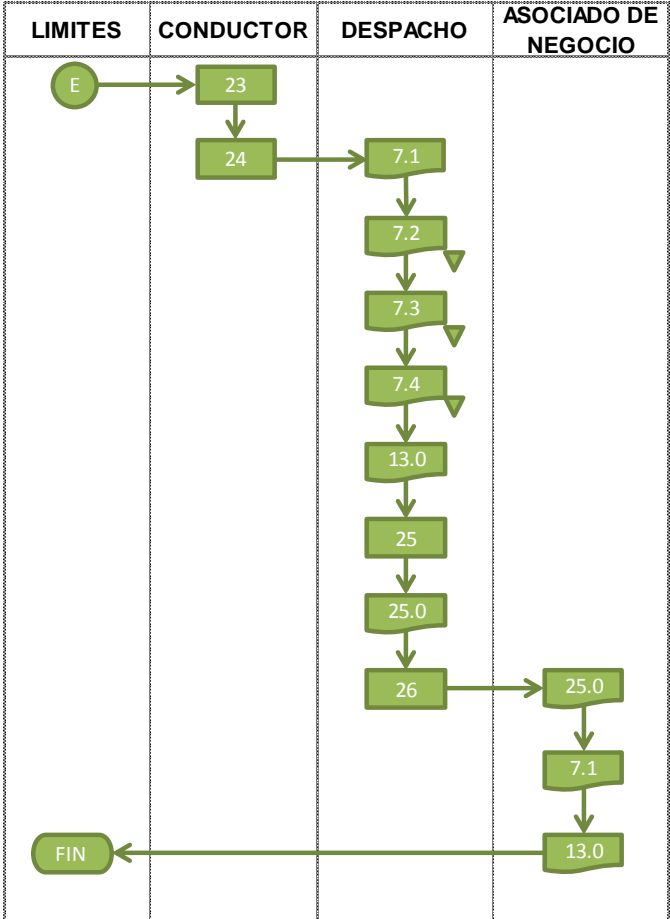 LIMITES
CONDUCTOR
DESPACHO
ASOCIADO DE
NEGOCIO
E
23
24
7.1
7.2
7.3
7.4
13.0
25
25.0
26
25.0
7.1
13.0
FIN